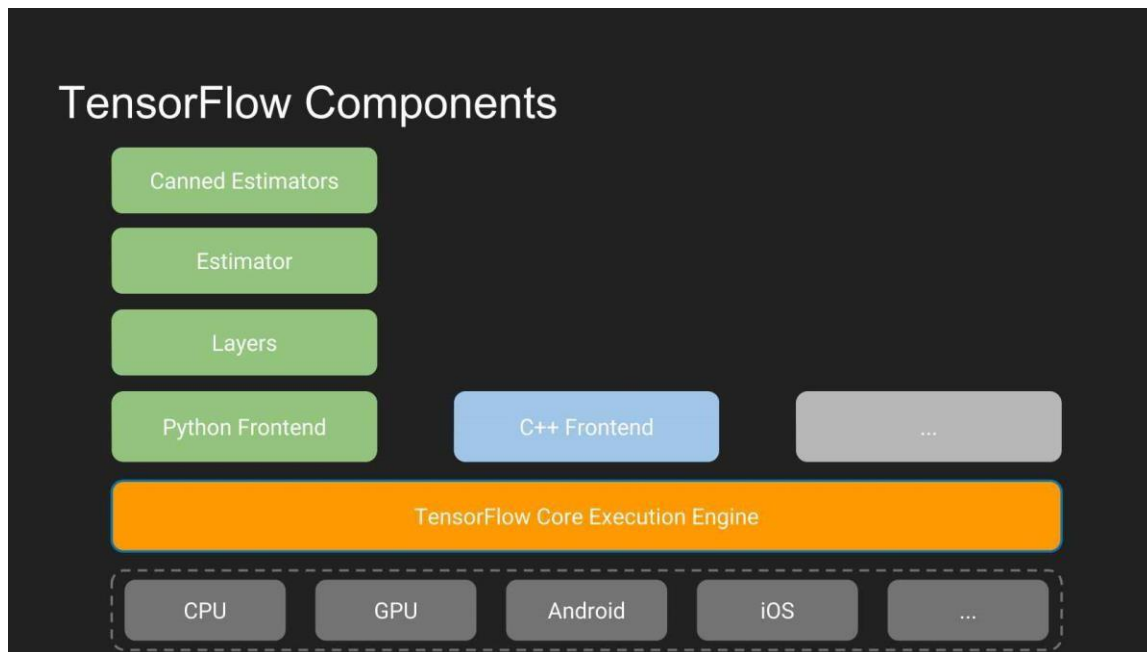 TensorFlow Components
Canned Estimators
Estimator
Layers
Python Frontend
C++ Frontend
...
TensorFlow Core Execution Engine
CPU
GPU
Android
iOS
...